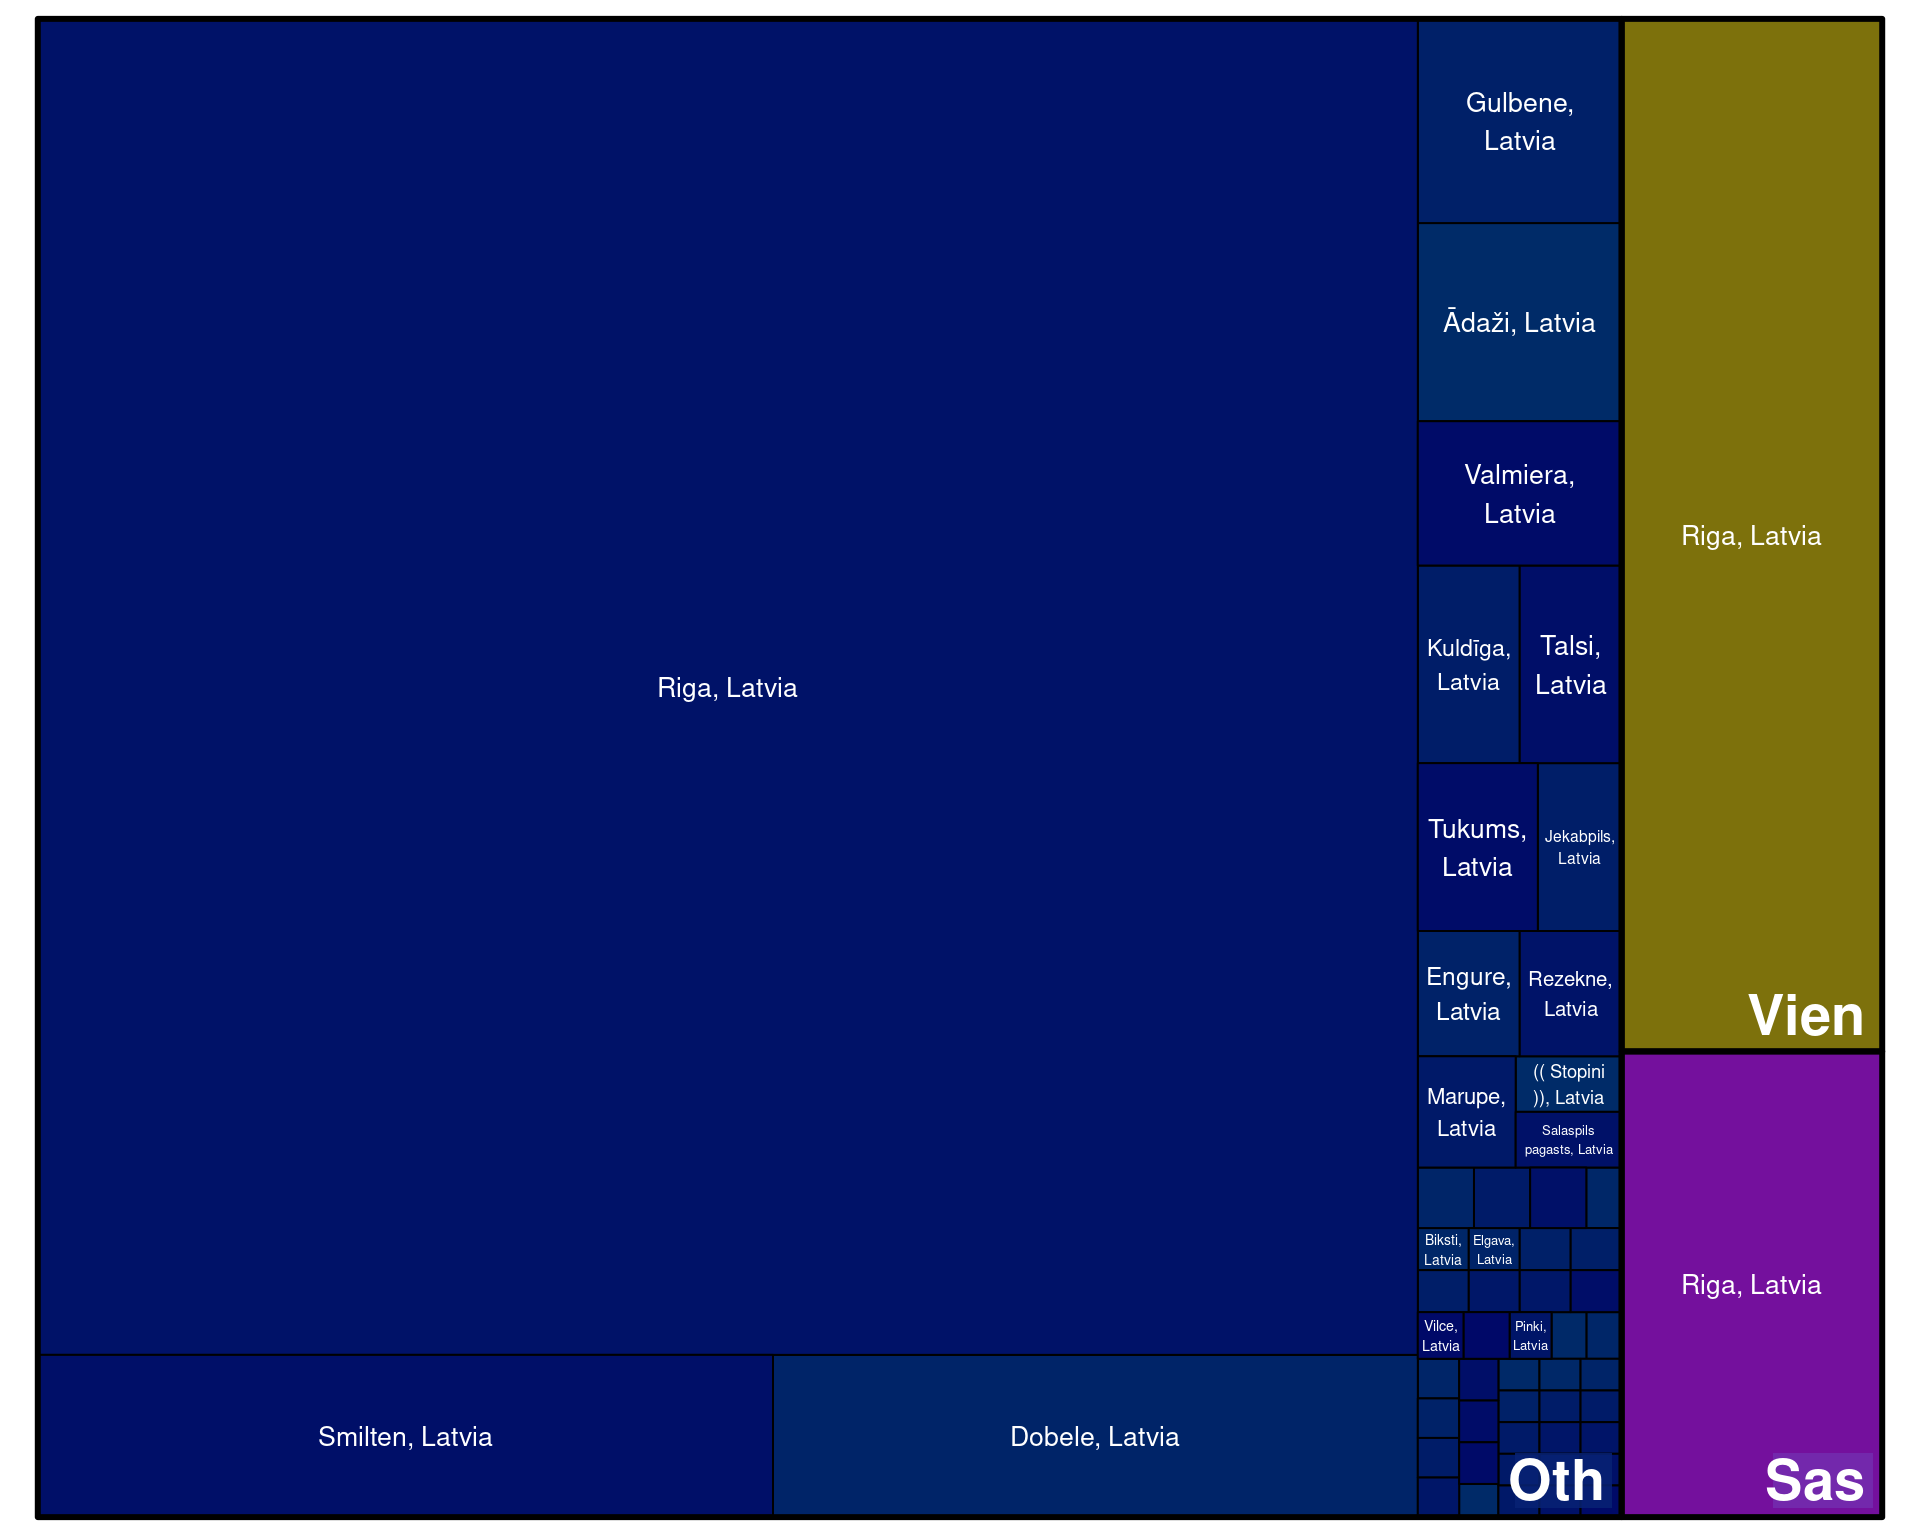 Riga, Latvia
Smilten, Latvia
Dobele, Latvia
Gulbene,
Latvia
Ādaži, Latvia
Valmiera,
Latvia
Kuldīga,
Latvia
Talsi,
Latvia
Tukums,
Latvia
Jekabpils,
Latvia
Engure,
Latvia
Rezekne,
Latvia
Marupe,
Latvia
(( Stopini
)), Latvia
Salaspils
pagasts, Latvia
Biksti,
Latvia
Elgava,
Latvia
Vilce,
Latvia
Pinki,
Latvia
Oth
Riga, Latvia
Vien
Riga, Latvia
Sas